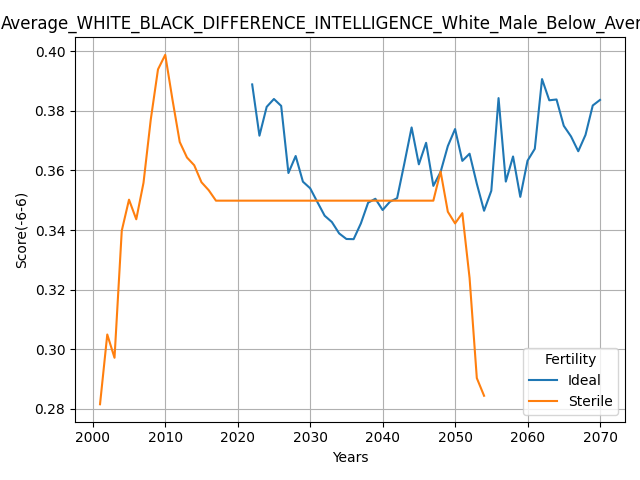 Average_WHITE_BLACK_DIFFERENCE_INTELLIGENCE_White_Male_Below_Aver
0.40
0.38
0.36
0.34
0.32
0.30
0.28
Score(-6-6)
2000 2010 2020 2030 2040 2050 2060 2070
Years
Fertility
Ideal
Sterile